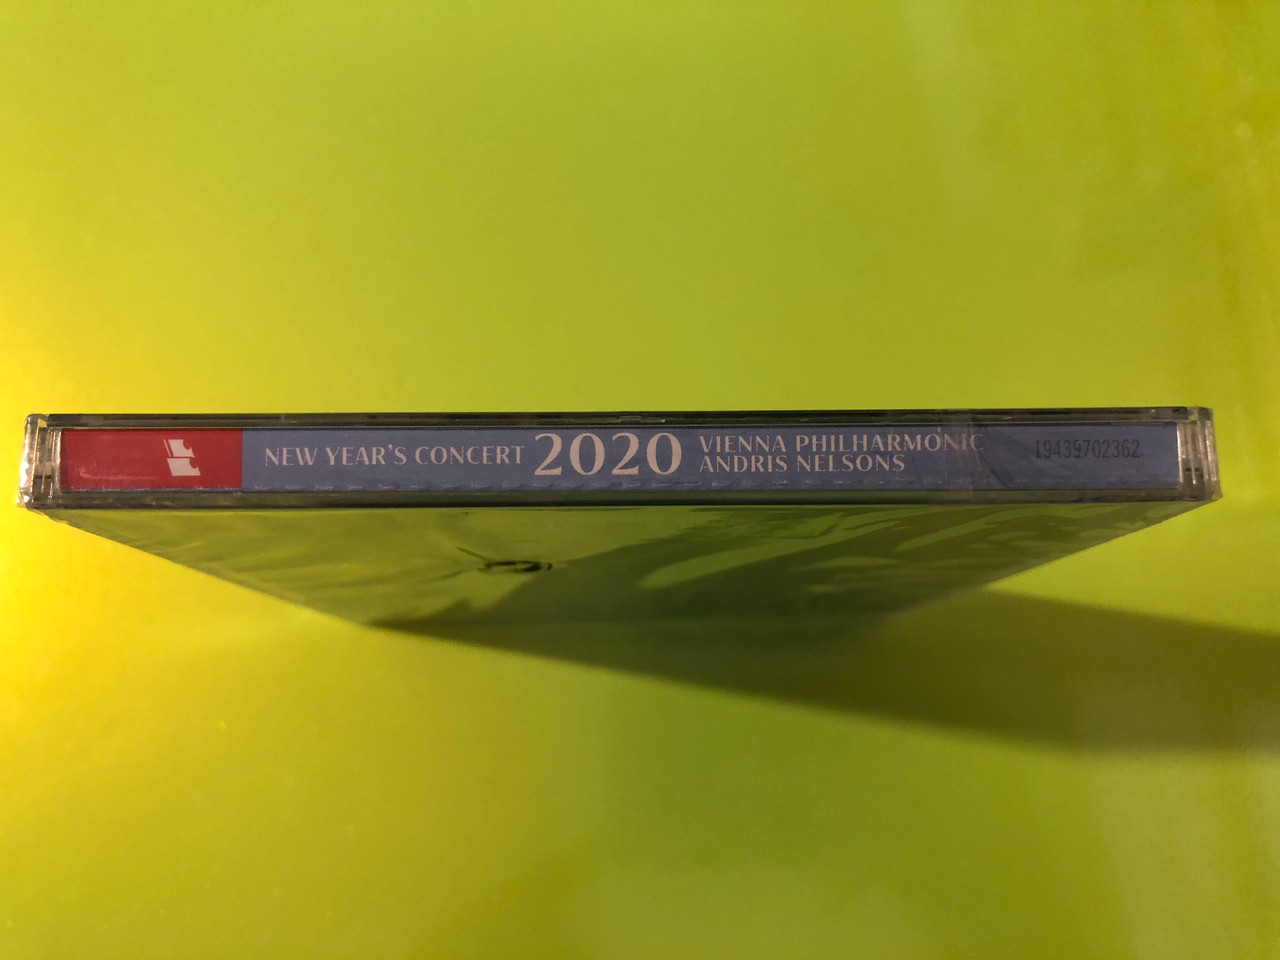 NEW YEAR'S CONCERT 2020
VIENNA PHILHARMONIC
ANDRIS NELSONS
19439702362